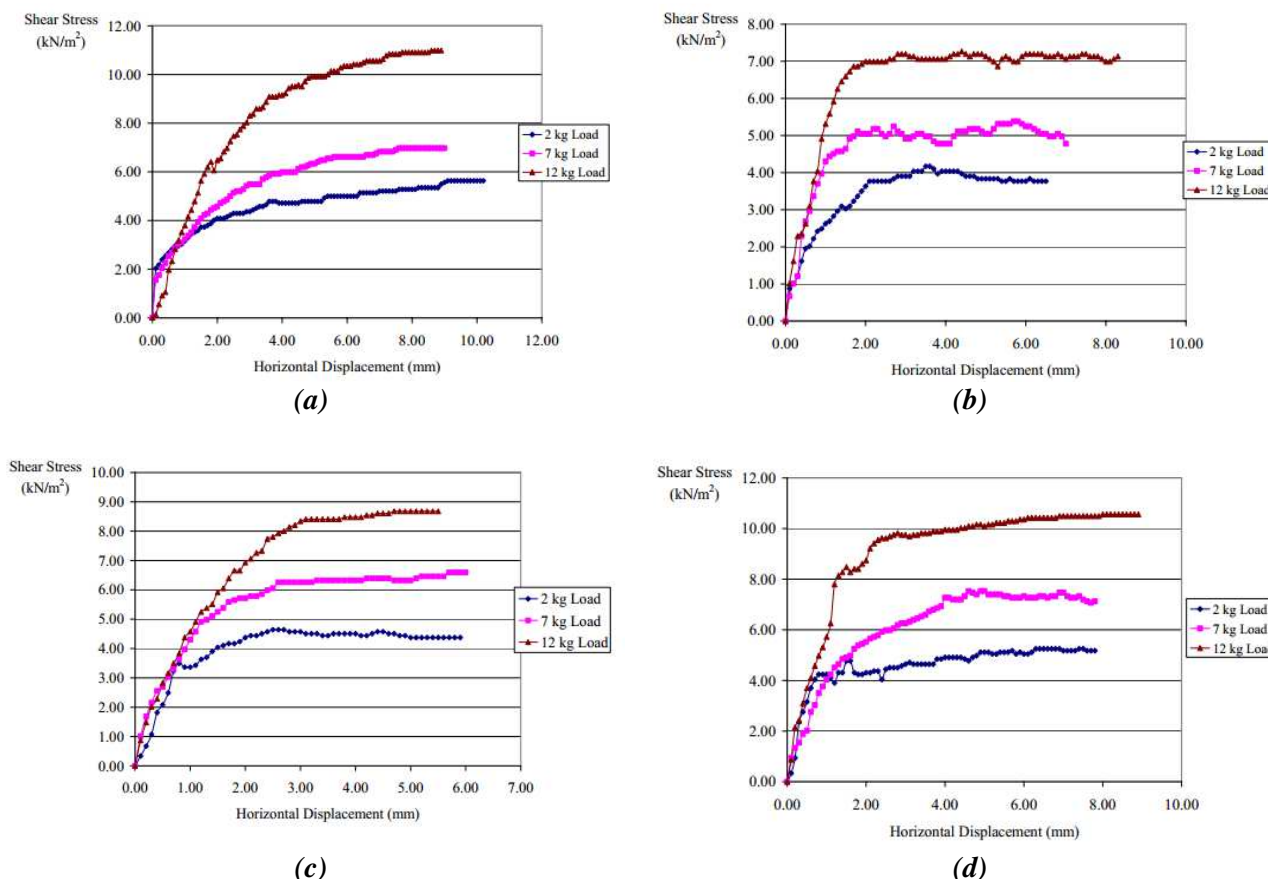 Shear Stress
(kN/m²)
12.00
10.00
8.00
6.00
4.00
2.00
0.00
0.00 2.00 4.00 6.00 8.00 10.00 12.00
Horizontal Displacement (mm)
2 kg Load
7 kg Load
12 kg Load
(a)
Shear Stress
(kN/m²)
8.00
7.00
6.00
5.00
4.00
3.00
2.00
1.00
0.00
0.00 2.00 4.00 6.00 8.00 10.00
Horizontal Displacement (mm)
2 kg Load
7 kg Load
12 kg Load
(b)
Shear Stress
(kN/m²)
10.00
9.00
8.00
7.00
6.00
5.00
4.00
3.00
2.00
1.00
0.00
0.00 1.00 2.00 3.00 4.00 5.00 6.00 7.00
Horizontal Displacement (mm)
2 kg Load
7 kg Load
12 kg Load
(c)
Shear Stress
(kN/m²)
12.00
10.00
8.00
6.00
4.00
2.00
0.00
0.00 2.00 4.00 6.00 8.00 10.00
Horizontal Displacement (mm)
2 kg Load
7 kg Load
12 kg Load
(d)